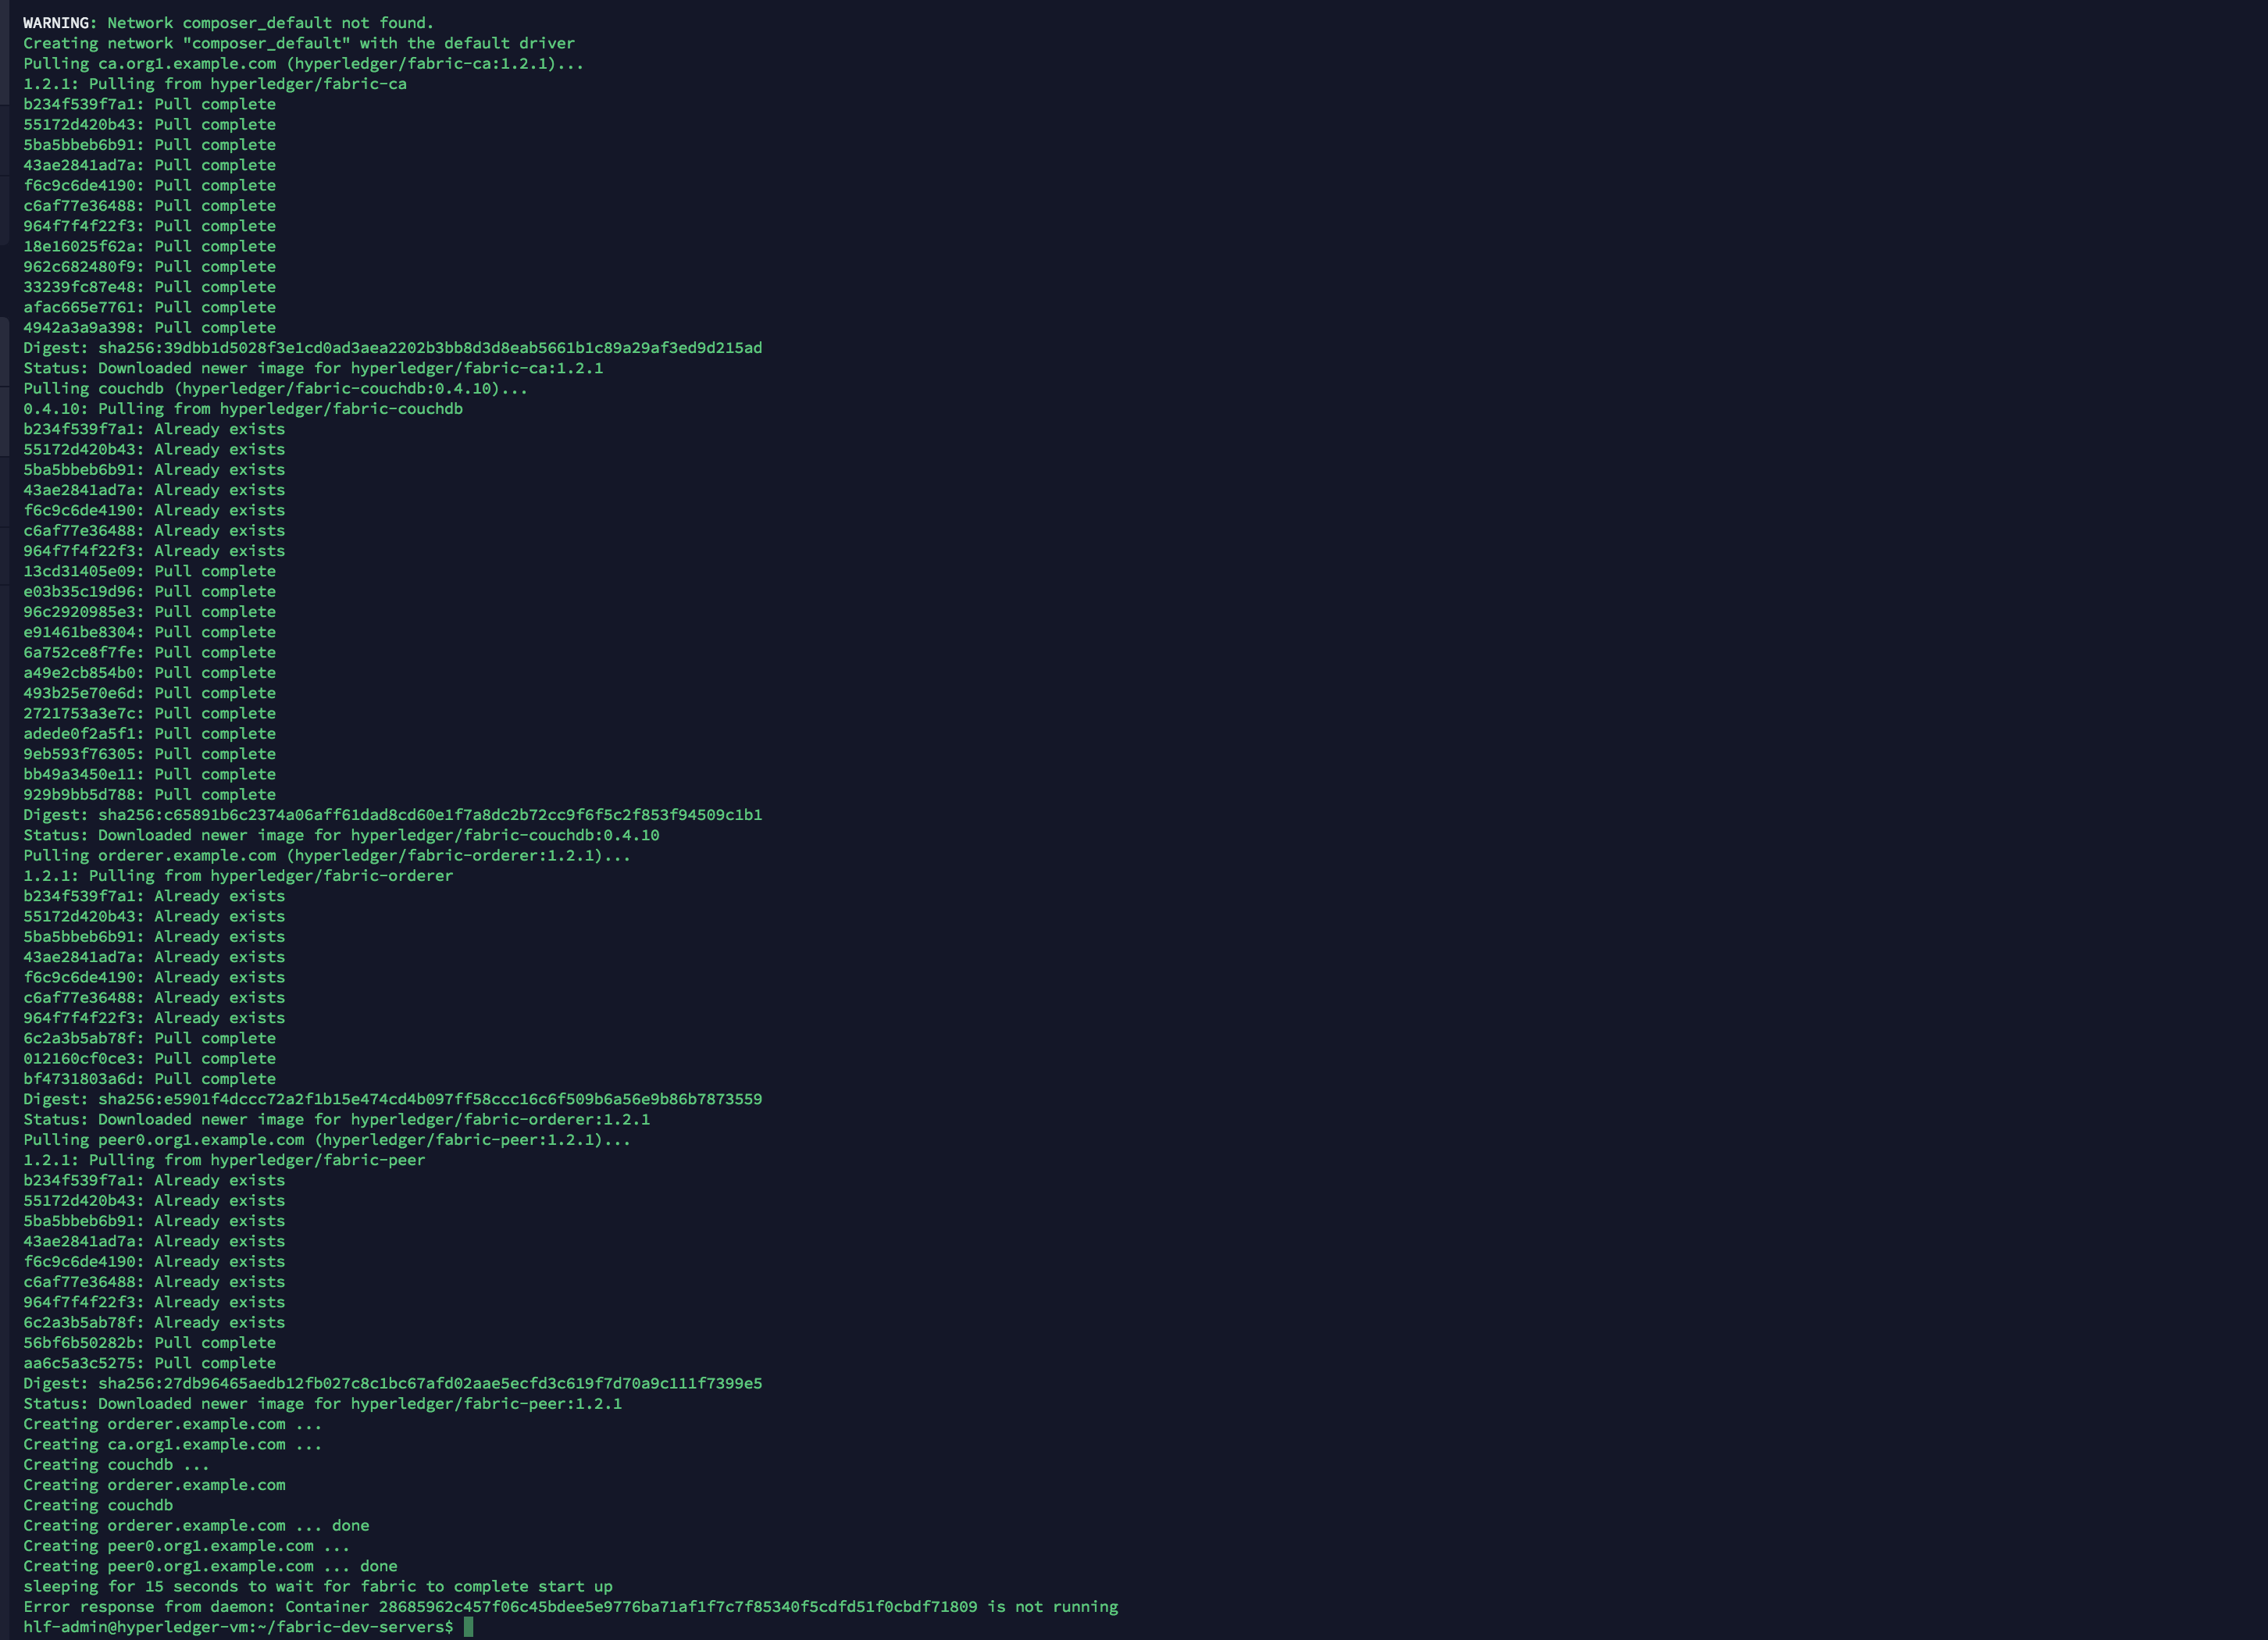 WARNING: Network composer_default not found.
Creating network "composer_default" with the default driver
Pulling ca.org1.example.com (hyperledger/fabric-ca:1.2.1)...
1.2.1: Pulling from hyperledger/fabric-ca
b234f539f7a1: Pull complete
55172d420b43: Pull complete
5ba5bbeb6b91: Pull complete
43ae2841ad7a: Pull complete
f6c9c6de4190: Pull complete
c6af77e36488: Pull complete
964f7f4f22f3: Pull complete
18e16025f62a: Pull complete
962c682480f9: Pull complete
33239fc87e48: Pull complete
afac665e7761: Pull complete
4942a3a9a398: Pull complete
Digest: sha256:39dbb1d5028f3e1cd0ad3aea2202b3bb8d3d8eab5661b1c89a29af3ed9d215ad
Status: Downloaded newer image for hyperledger/fabric-ca:1.2.1
Pulling couchdb (hyperledger/fabric-couchdb:0.4.10)...
0.4.10: Pulling from hyperledger/fabric-couchdb
b234f539f7a1: Already exists
55172d420b43: Already exists
5ba5bbeb6b91: Already exists
43ae2841ad7a: Already exists
f6c9c6de4190: Already exists
c6af77e36488: Already exists
964f7f4f22f3: Already exists
13cd31405e09: Pull complete
e03b35c19d96: Pull complete
96c2920985e3: Pull complete
e91461be8304: Pull complete
6a752ce8f7fe: Pull complete
a49e2cb854b0: Pull complete
493b25e70e6d: Pull complete
2721753a3e7c: Pull complete
adede0f2a5f1: Pull complete
9eb593f76305: Pull complete
bb49a3450e11: Pull complete
929b9bb5d788: Pull complete
Digest: sha256:c65891b6c2374a06aff61dad8cd60e1f7a8dc2b72cc9f6f5c2f853f94509c1b1
Status: Downloaded newer image for hyperledger/fabric-couchdb:0.4.10
Pulling orderer.example.com (hyperledger/fabric-orderer:1.2.1)...
1.2.1: Pulling from hyperledger/fabric-orderer
b234f539f7a1: Already exists
55172d420b43: Already exists
5ba5bbeb6b91: Already exists
43ae2841ad7a: Already exists
f6c9c6de4190: Already exists
c6af77e36488: Already exists
964f7f4f22f3: Already exists
6c2a3b5ab78f: Pull complete
012160cf0ce3: Pull complete
bf4731803a6d: Pull complete
Digest: sha256:e5901f4dccc72a2f1b15e474cd4b097ff58ccc16c6f509b6a56e9b86b7873559
Status: Downloaded newer image for hyperledger/fabric-orderer:1.2.1
Pulling peer0.org1.example.com (hyperledger/fabric-peer:1.2.1)...
1.2.1: Pulling from hyperledger/fabric-peer
b234f539f7a1: Already exists
55172d420b43: Already exists
5ba5bbeb6b91: Already exists
43ae2841ad7a: Already exists
f6c9c6de4190: Already exists
c6af77e36488: Already exists
964f7f4f22f3: Already exists
6c2a3b5ab78f: Already exists
56bf6b50282b: Pull complete
aa6c5a3c5275: Pull complete
Digest: sha256:27db96465aedb12fb027c8c1bc67afd02aae5ecfd3c619f7d70a9c111f7399e5
Status: Downloaded newer image for hyperledger/fabric-peer:1.2.1
Creating orderer.example.com ...
Creating ca.org1.example.com ...
Creating couchdb ...
Creating orderer.example.com
Creating couchdb
Creating orderer.example.com ... done
Creating peer0.org1.example.com ...
Creating peer0.org1.example.com ... done
sleeping for 15 seconds to wait for fabric to complete start up
Error response from daemon: Container 28685962c457f06c45bdee5e9776ba71af1f7c7f85340f5cdfd51f0cbdf71809 is not running
hlf-admin@hyperledger-vm:~/fabric-dev-servers$